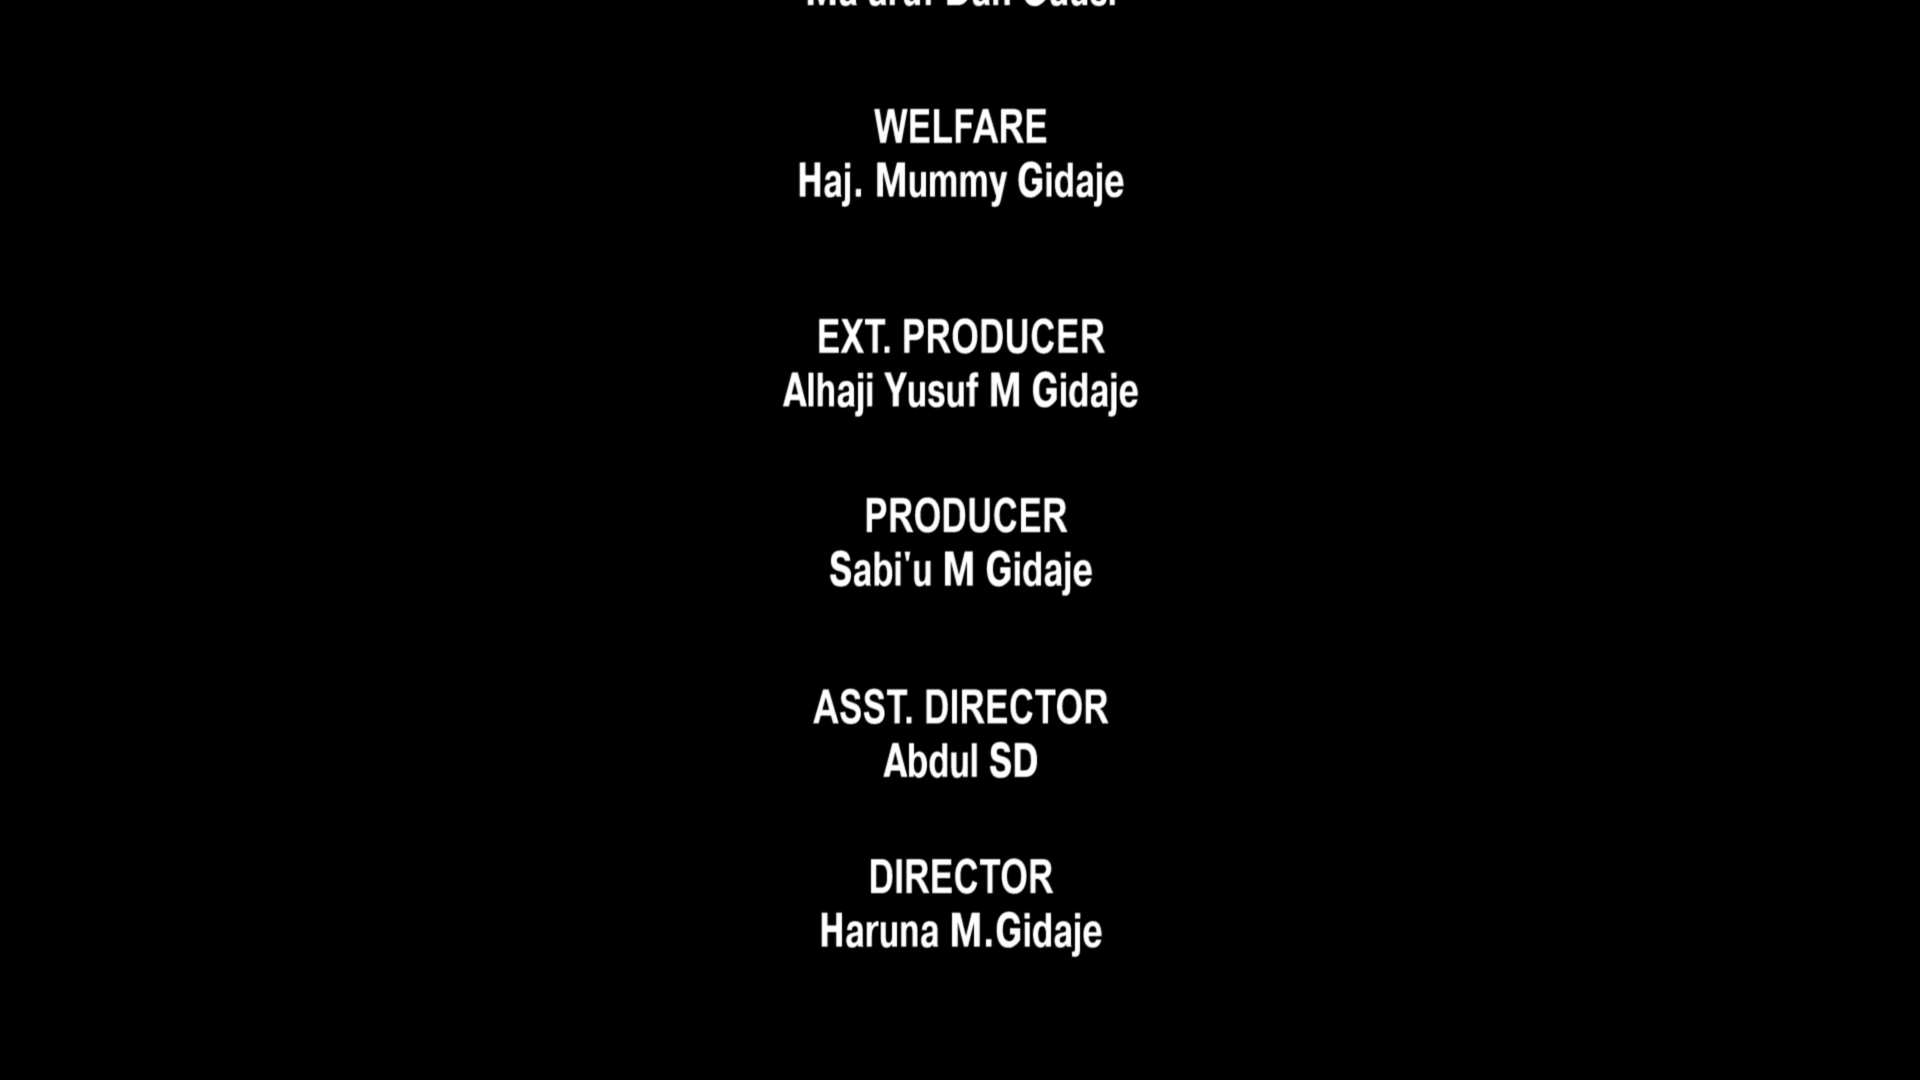 WELFARE
Haj. Mummy Gidaje
EXT. PRODUCER
Alhaji Yusuf M Gidaje
PRODUCER
Sabi'u M Gidaje
ASST. DIRECTOR
Abdul SD
DIRECTOR
Haruna M.Gidaje